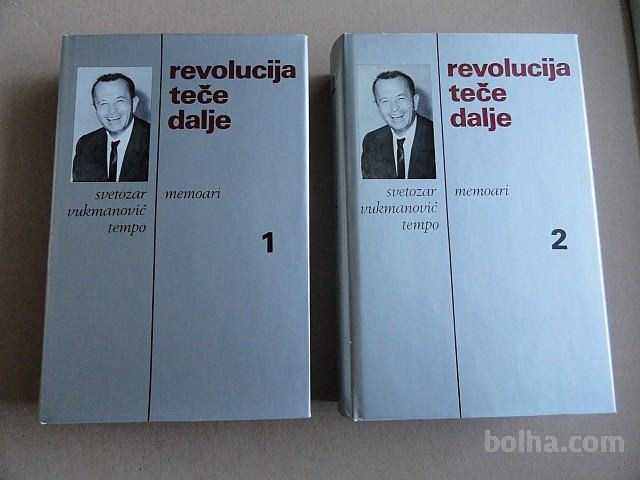 revolucija
teče
dalje
svetozar
vukmanović
tempo
memoari
1
revolucija
teče
dalje
svetozar
vukmanović
tempo
memoari
2
bolha.com